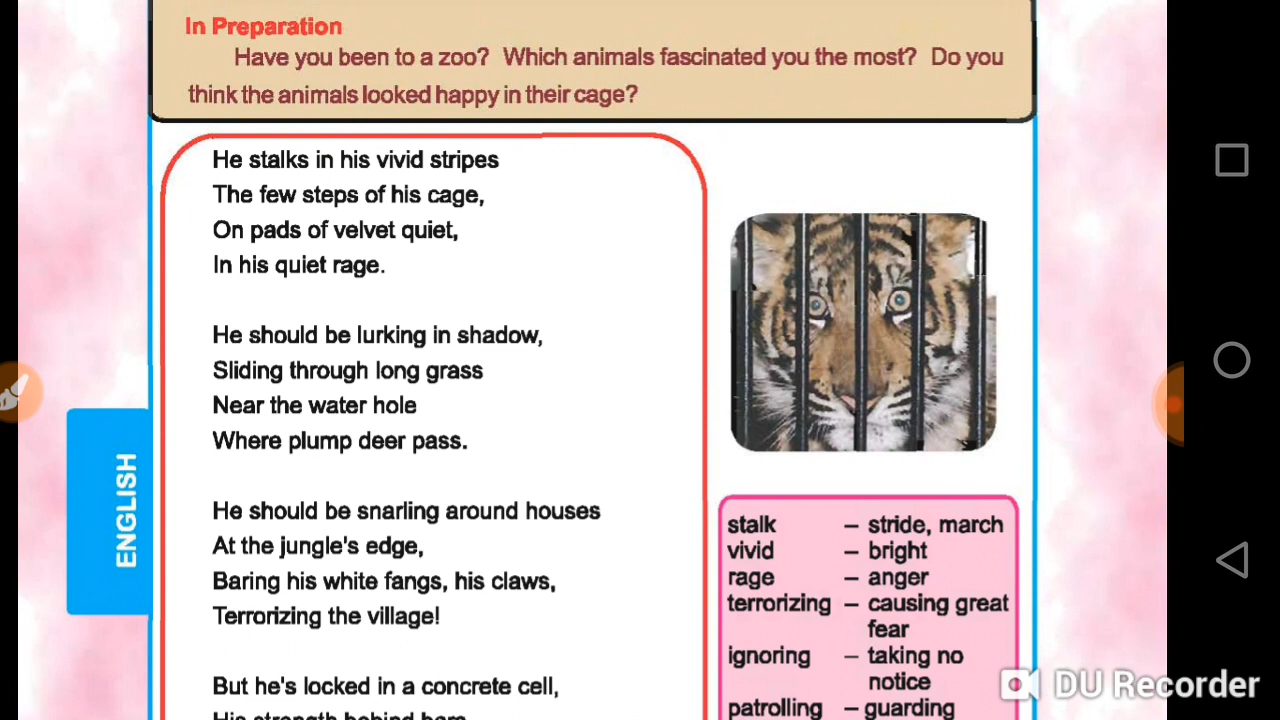 In Preparation
Have you been to a zoo? Which animals fascinated you the most? Do you
think the animals looked happy in their cage?
He stalks in his vivid stripes
The few steps of his cage,
On pads of velvet quiet,
In his quiet rage.
He should be lurking in shadow,
Sliding through long grass
Near the water hole
Where plump deer pass.
He should be snarling around houses
At the jungle's edge,
Baring his white fangs, his claws,
Terrorizing the village!
But he's locked in a concrete cell,
His strength behind bars
ENGLISH
stalk – stride, march
vivid – bright
rage – anger
terrorizing – causing great
fear
ignoring – taking no
notice
patrolling – guarding
DU Recorder